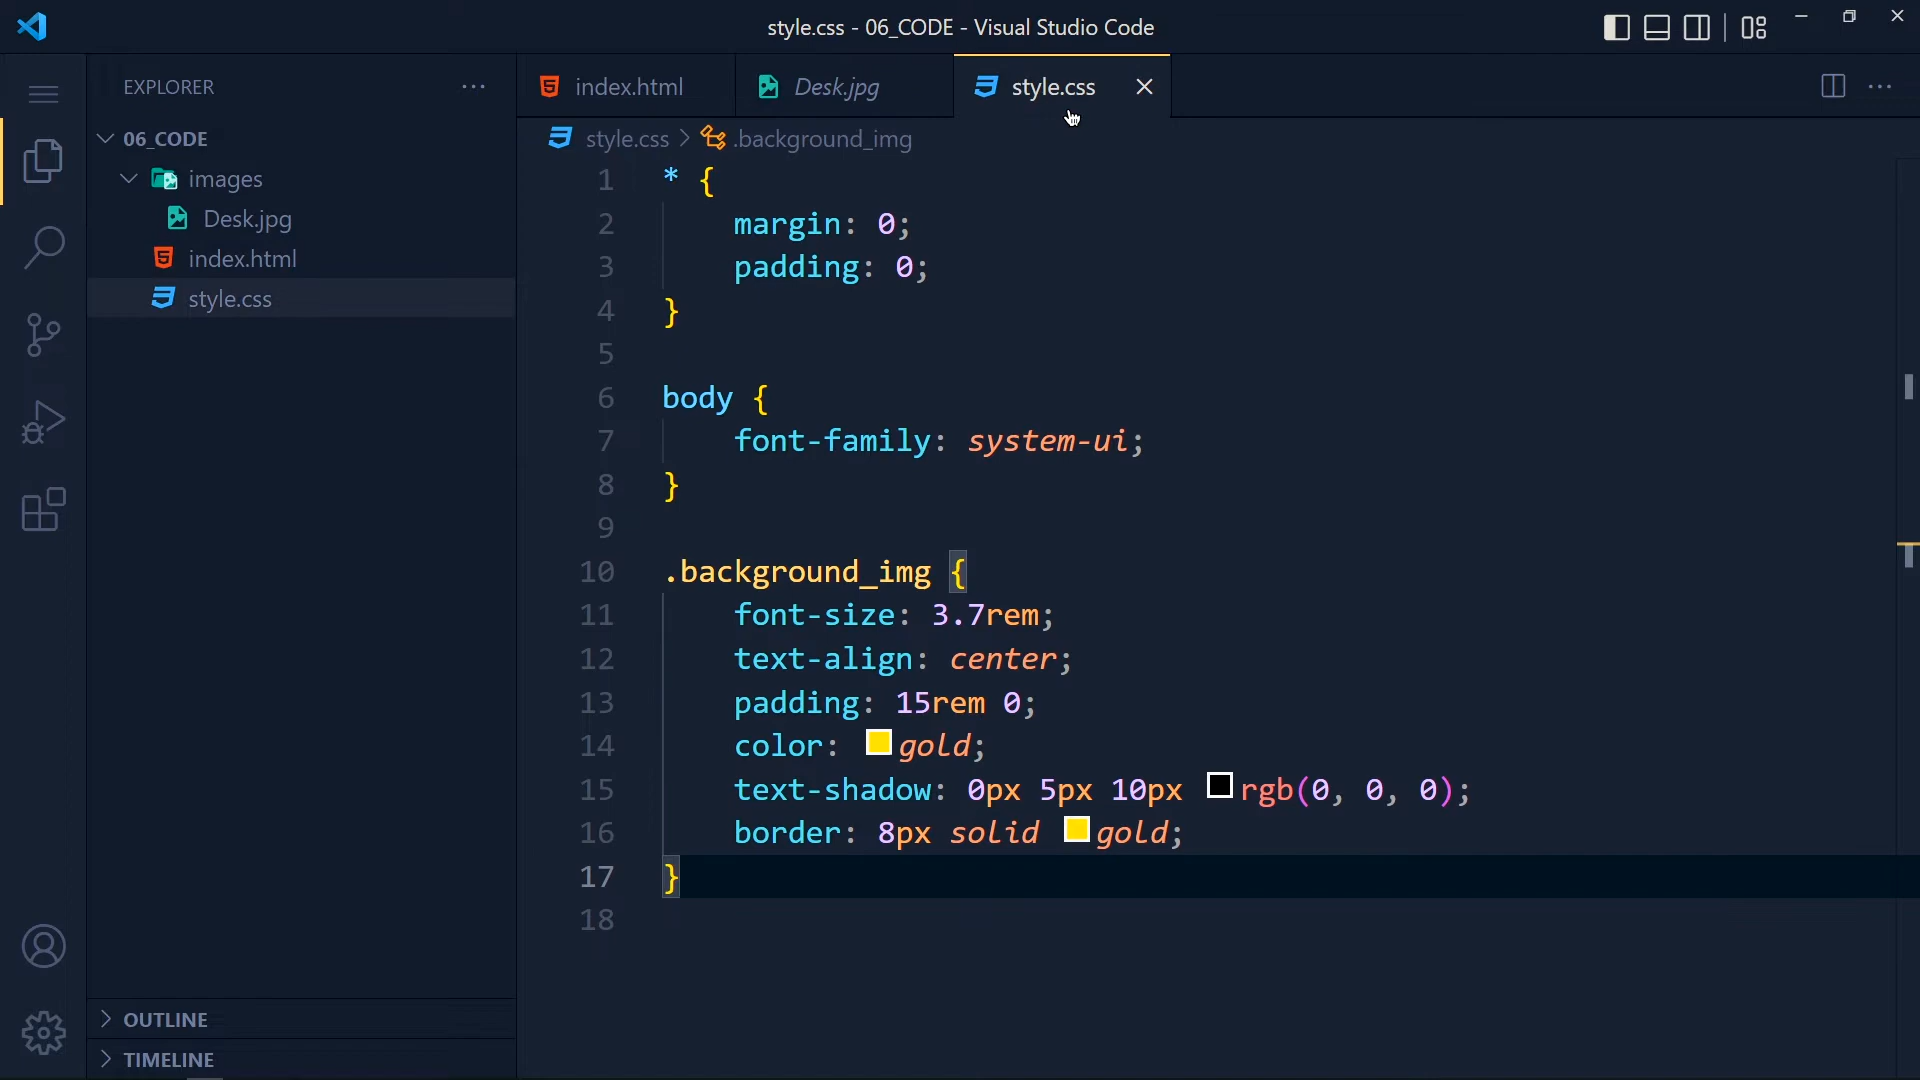 style.css - 06_CODE - Visual Studio Code
EXPLORER
06_CODE
images
Desk.jpg
index.html
style.css
OUTLINE
TIMELINE
index.html
Desk.jpg
style.css
style.css > .background_img
1 * {
2 margin: 0;
3 padding: 0;
4 }
5
6 body {
7 font-family: system-ui;
8 }
9
10 .background_img {
11 font-size: 3.7rem;
12 text-align: center;
13 padding: 15rem 0;
14 color: gold;
15 text-shadow: 0px 5px 10px rgb(0, 0, 0);
16 border: 8px solid gold;
17 }
18